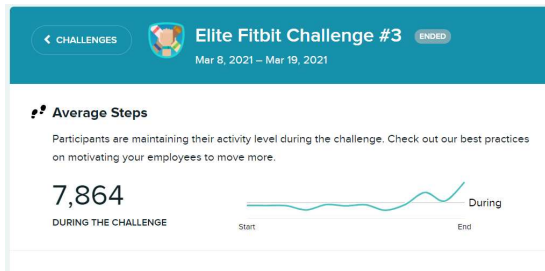 CHALLENGES
Elite Fitbit Challenge #3 ENDED
Mar 8, 2021 – Mar 19, 2021
Average Steps
Participants are maintaining their activity level during the challenge. Check out our best practices
on motivating your employees to move more.
7,864
DURING THE CHALLENGE
During
Start
End